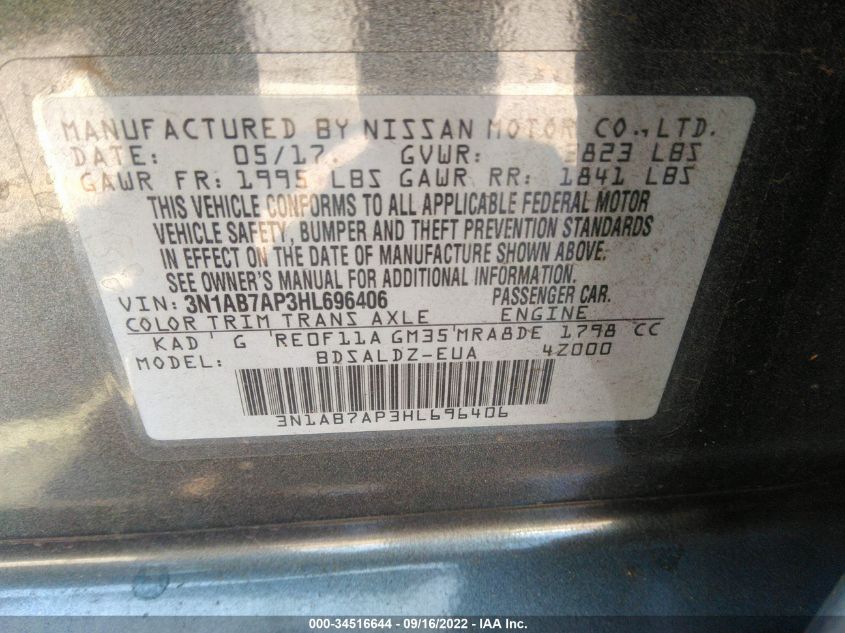 MANUFACTURED BY NISSAN MOTOR CO., LTD.
DATE: 05/17. GVWR: 3823 LBS
GAWR FR: 1995 LBS GAWR RR: 1841 LBS
THIS VEHICLE CONFORMS TO ALL APPLICABLE FEDERAL MOTOR
VEHICLE SAFETY, BUMPER AND THEFT PREVENTION STANDARDS
IN EFFECT ON THE DATE OF MANUFACTURE SHOWN ABOVE.
SEE OWNER'S MANUAL FOR ADDITIONAL INFORMATION.
VIN: 3N1AB7AP3HL696406 PASSENGER CAR.
COLOR TRIM TRANS AXLE ENGINE
KAD G RE0F11A GM35 MRA8DE 1798 CC
MODEL: BDSALDZ-EUA 4Z000
3N1AB7AP3HL696406
000-34516644 - 09/16/2022 - IAA Inc.